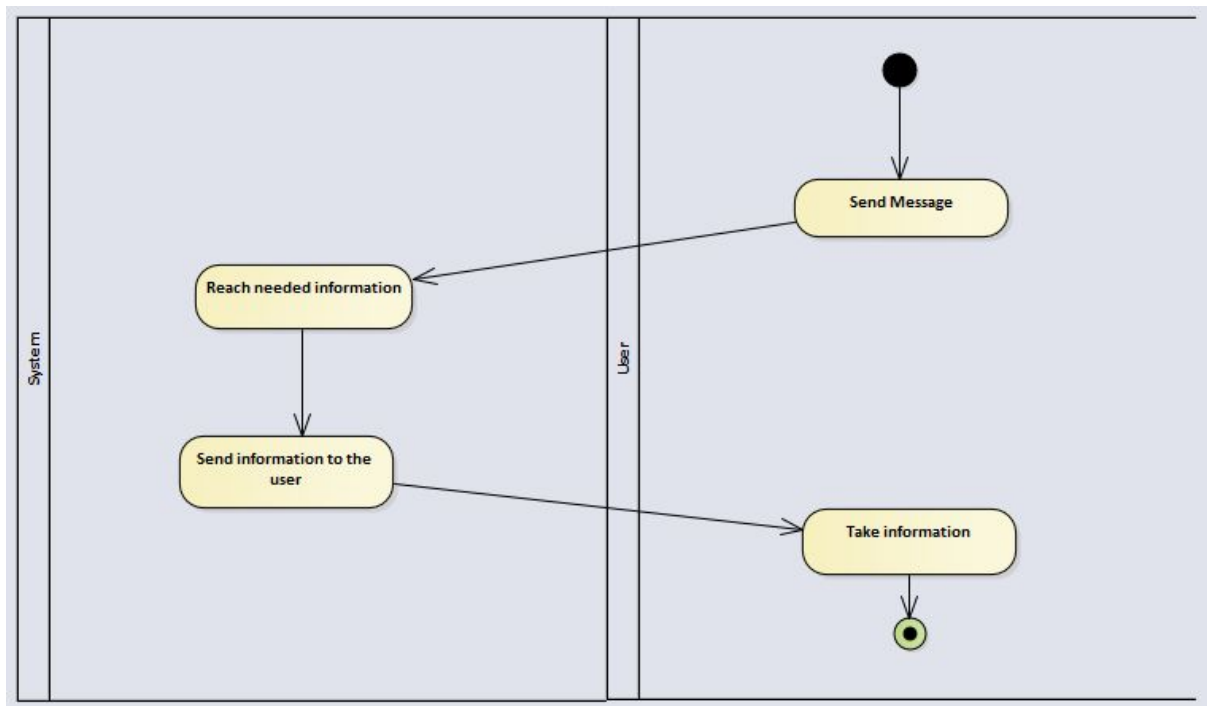 System
User
Send Message
Reach needed information
Send information to the
user
Take information